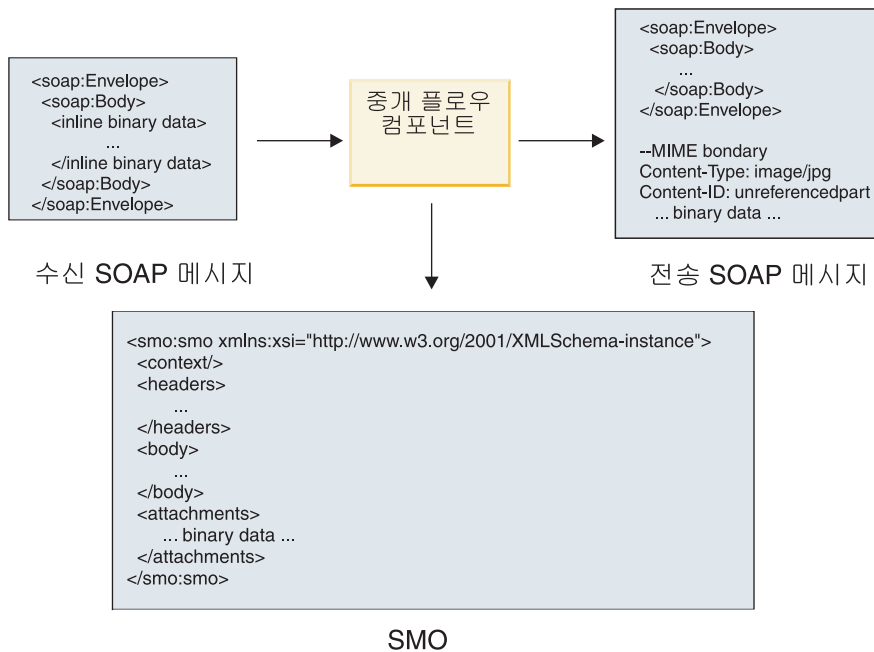 <soap:Envelope>
<soap:Body>
<inline binary data>
...
</inline binary data>
</soap:Body>
</soap:Envelope>
수신 SOAP 메시지
중개 플로우
컴포넌트
<soap:Envelope>
<soap:Body>
...
</soap:Body>
</soap:Envelope>
--MIME bondary
Content-Type: image/jpg
Content-ID: unreferencedpart
... binary data ...
전송 SOAP 메시지
<smo:smo xmlns:xsi="http://www.w3.org/2001/XMLSchema-instance">
<context/>
<headers>
...
</headers>
<body>
...
</body>
<attachments>
... binary data ...
</attachments>
</smo:smo>
SMO